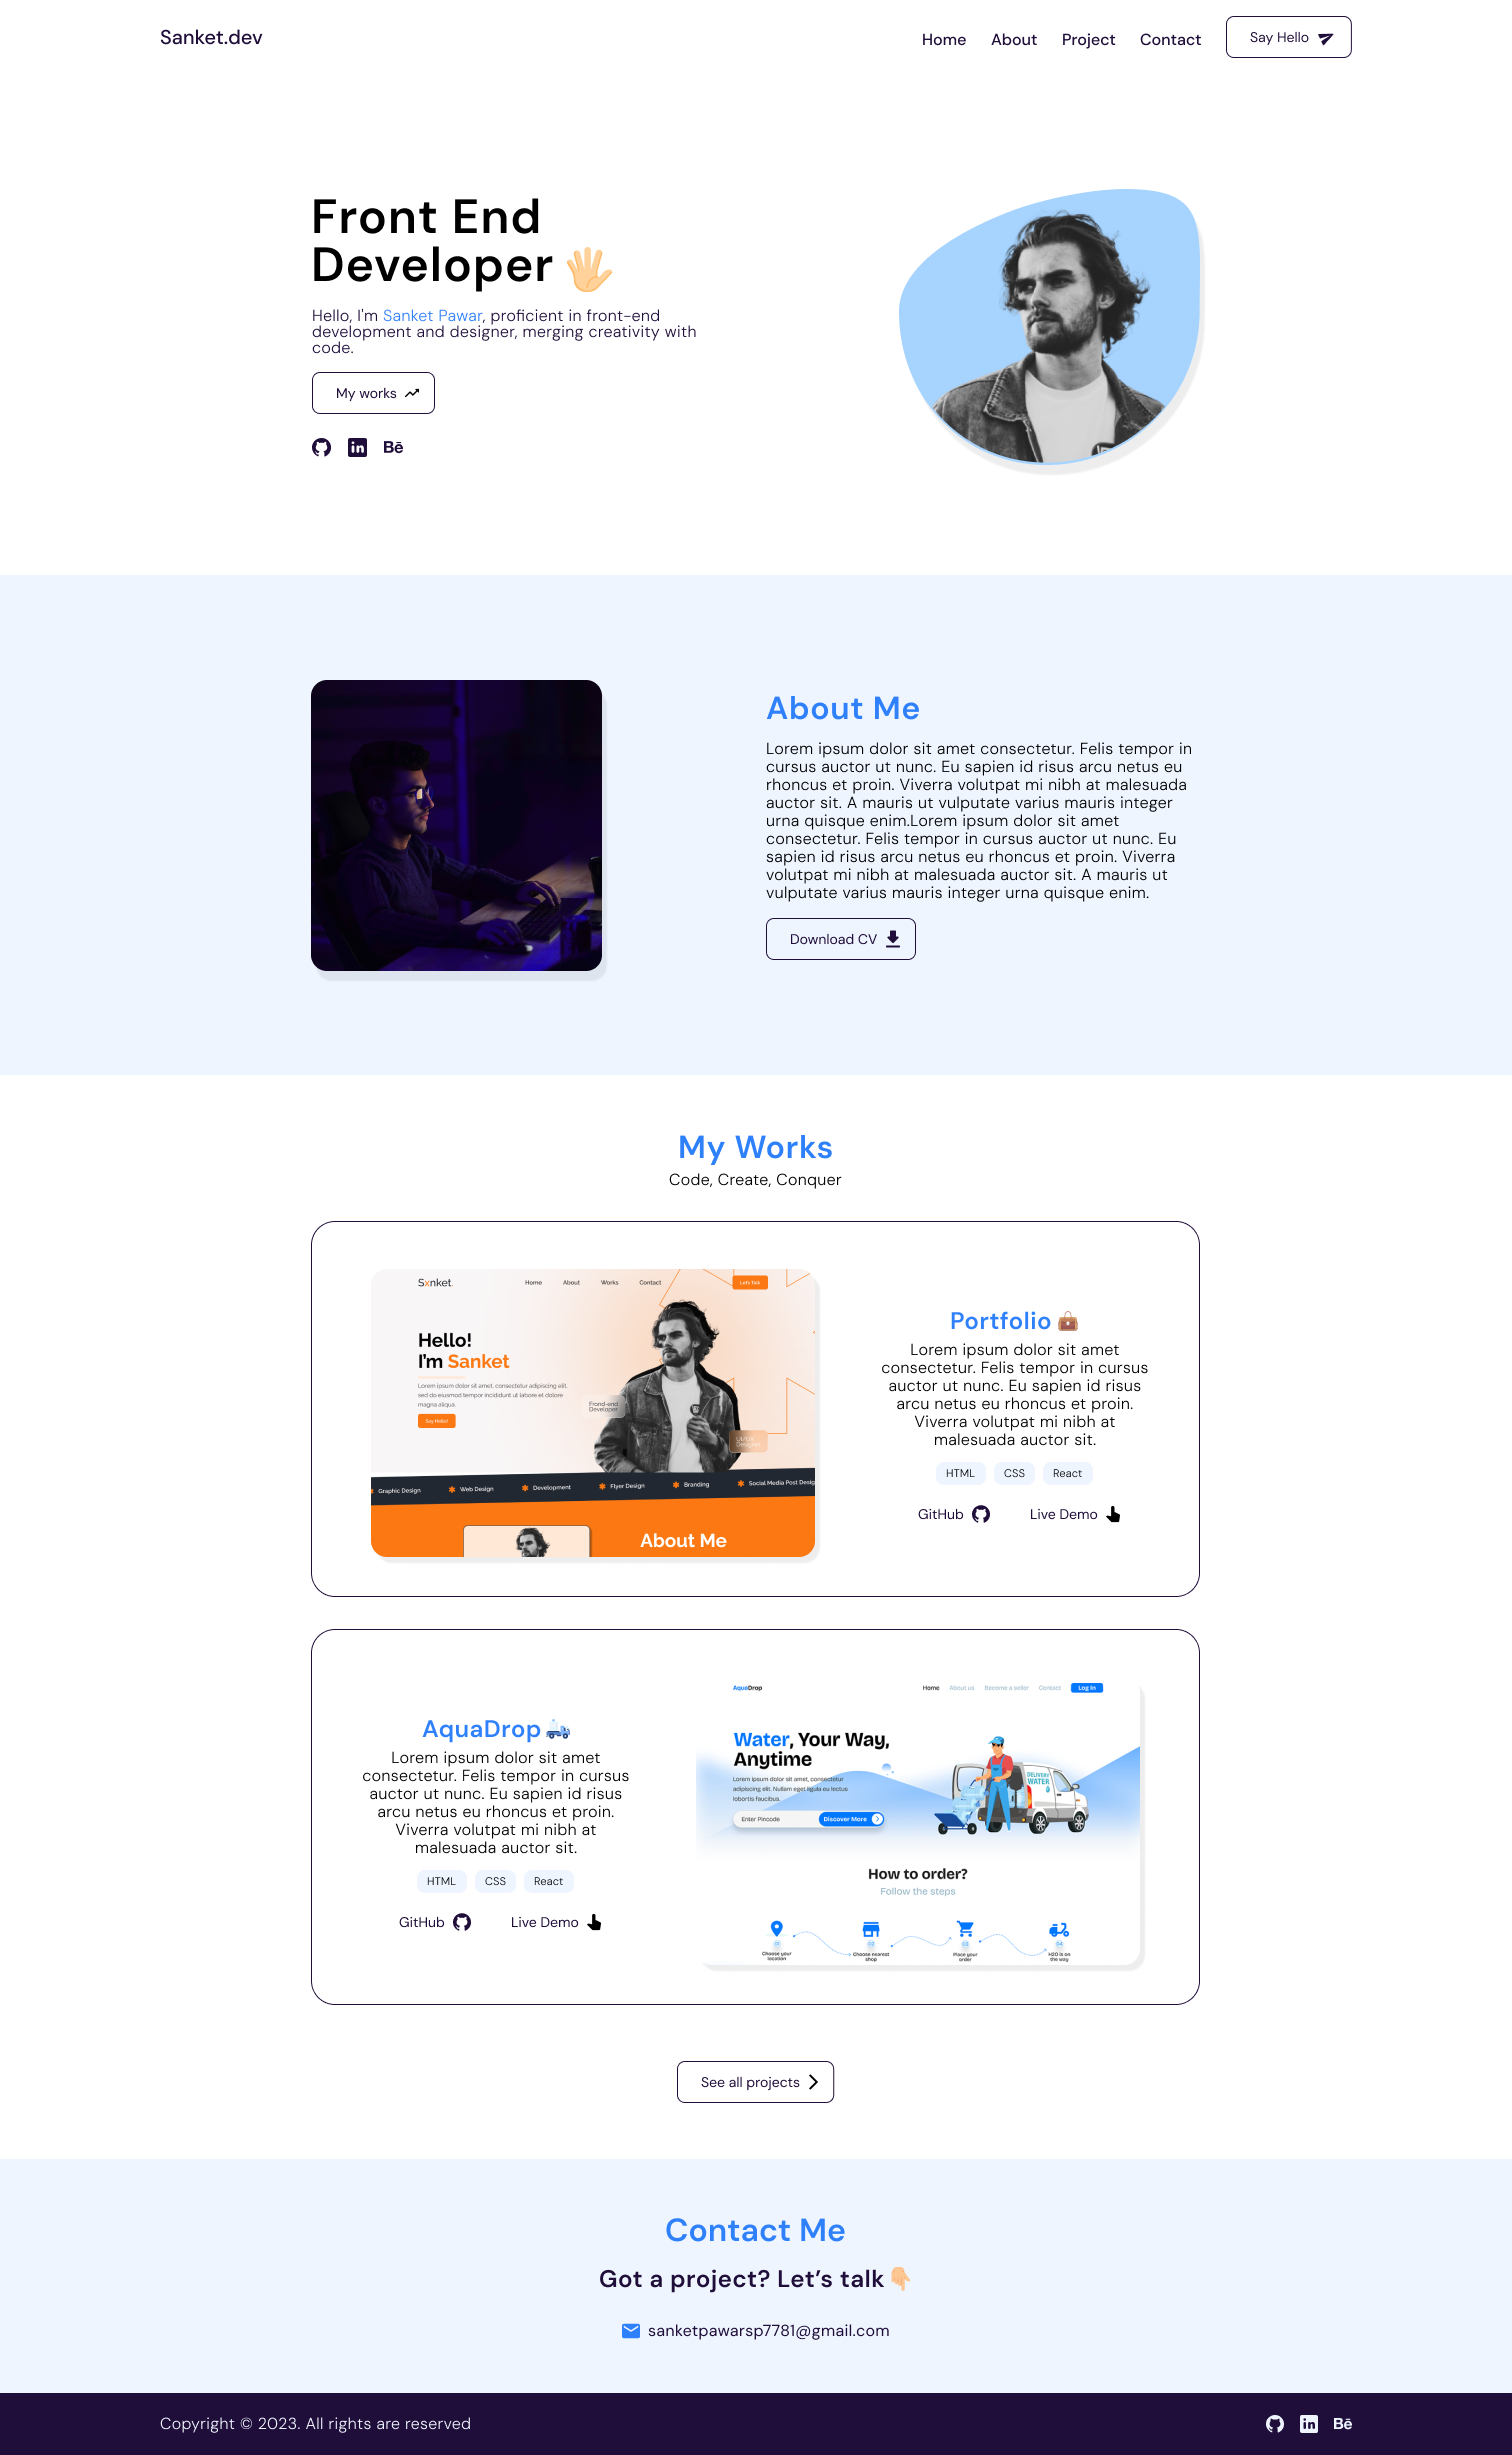 Sanket.dev
Home About Project Contact Say Hello
Front End
Developer
Hello, I'm Sanket Pawar, proficient in front-end
development and designer, merging creativity with
code.
My works
Bē
About Me
Lorem ipsum dolor sit amet consectetur. Felis tempor in
cursus auctor ut nunc. Eu sapien id risus arcu netus eu
rhoncus et proin. Viverra volutpat mi nibh at malesuada
auctor sit. A mauris ut vulputate varius mauris integer
urna quisque enim.Lorem ipsum dolor sit amet
consectetur. Felis tempor in cursus auctor ut nunc. Eu
sapien id risus arcu netus eu rhoncus et proin. Viverra
volutpat mi nibh at malesuada auctor sit. A mauris ut
vulputate varius mauris integer urna quisque enim.
Download CV
My Works
Code, Create, Conquer
Sxnket.
Home About Works Contact Let's Talk
Hello!
I'm Sanket
Lorem ipsum dolor sit amet, consectetur adipiscing elit,
sed do eiusmod tempor incididunt ut labore et dolore
magna aliqua.
Say Hello!
Frond-end
Developer
UI/UX
Designer
Graphic Design Web Design Development Flyer Design Branding Social Media Post Desig
About Me
Portfolio
Lorem ipsum dolor sit amet
consectetur. Felis tempor in cursus
auctor ut nunc. Eu sapien id risus
arcu netus eu rhoncus et proin.
Viverra volutpat mi nibh at
malesuada auctor sit.
HTML CSS React
GitHub Live Demo
AquaDrop
Lorem ipsum dolor sit amet
consectetur. Felis tempor in cursus
auctor ut nunc. Eu sapien id risus
arcu netus eu rhoncus et proin.
Viverra volutpat mi nibh at
malesuada auctor sit.
HTML CSS React
GitHub Live Demo
AquaDrop
Home About us Become a seller Contact Log In
Water, Your Way,
Anytime
Lorem ipsum dolor sit amet, consectetur
adipiscing elit. Nullam eget ligula eu lectus
lobortis faucibus.
Enter Pincode Discover More
DELIVERY
WATER
How to order?
Follow the steps
01 02 03 04
Choose your
location
Choose nearest
shop
Place your
order
H2O is on
the way
See all projects
Contact Me
Got a project? Let’s talk
sanketpawarsp7781@gmail.com
Copyright © 2023. All rights are reserved
Bē